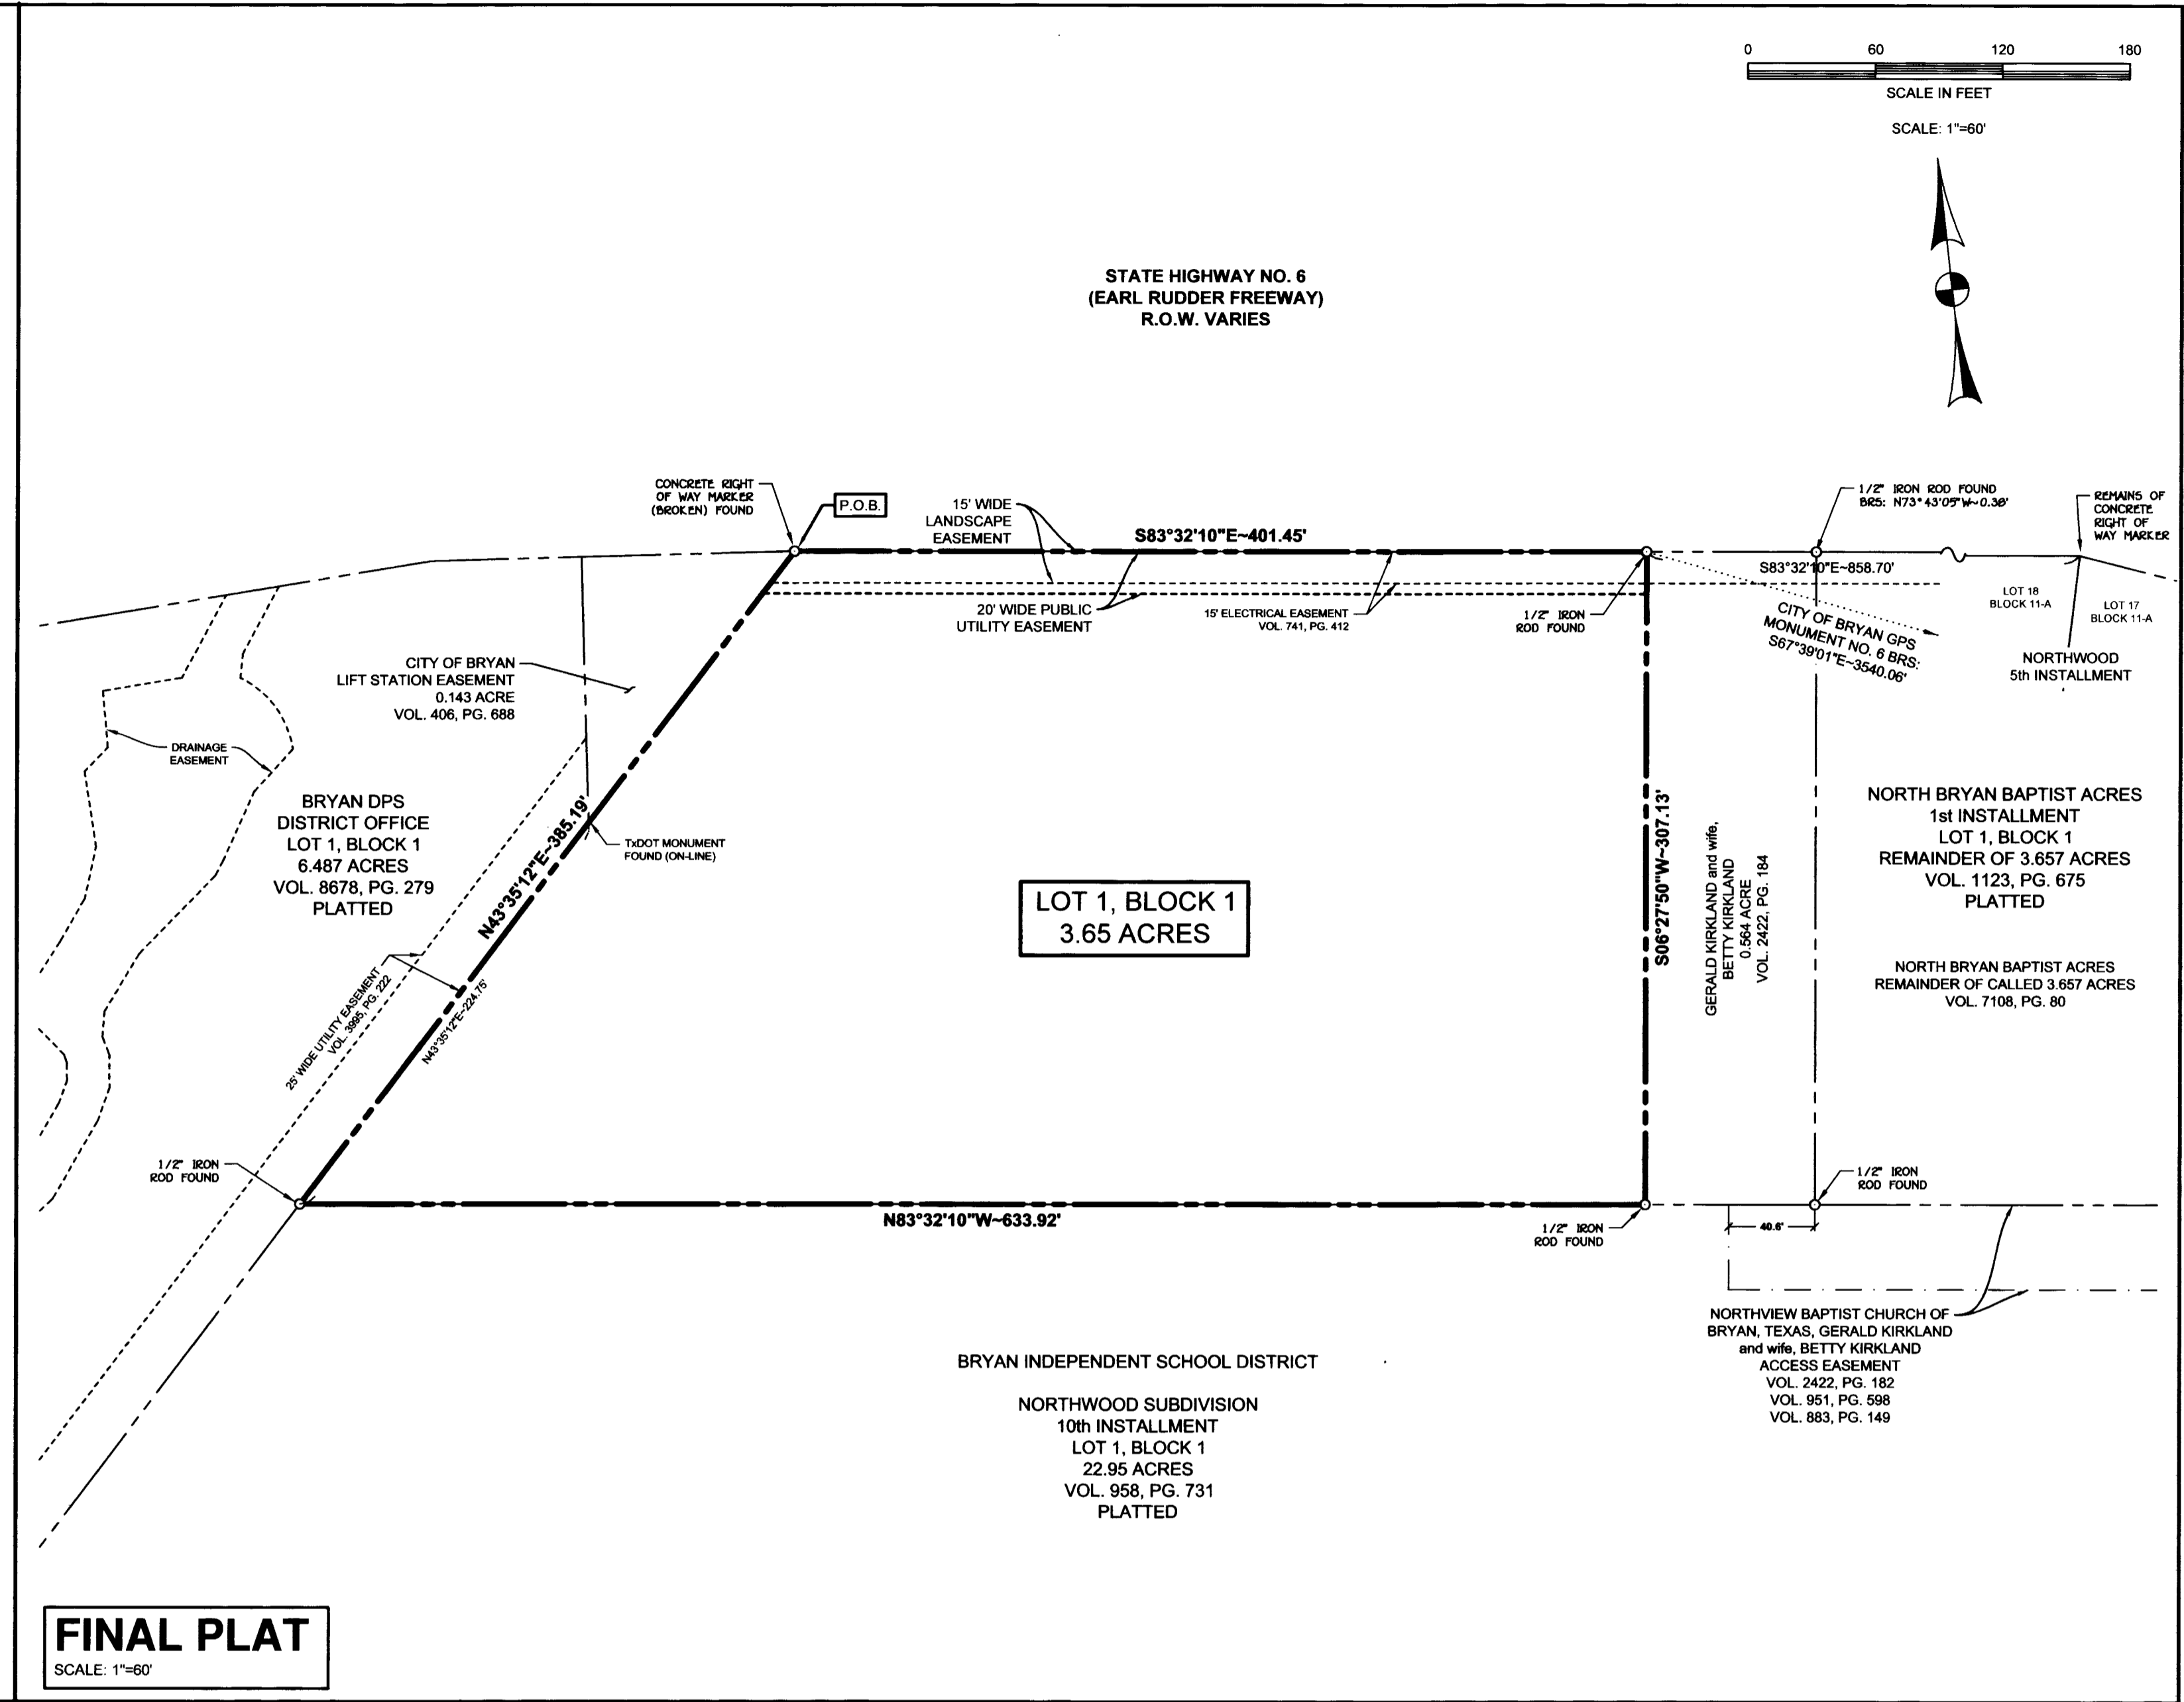 0 60 120 180
SCALE IN FEET
SCALE: 1"=60'
STATE HIGHWAY NO. 6
(EARL RUDDER FREEWAY)
R.O.W. VARIES
CONCRETE RIGHT
OF WAY MARKER
(BROKEN) FOUND
P.O.B.
15' WIDE
LANDSCAPE
EASEMENT
S83°32'10"E~401.45'
1/2" IRON ROD FOUND
BRS: N73°43'05"W~0.36'
REMAINS OF
CONCRETE
RIGHT OF
WAY MARKER
S83°32'10"E~858.70'
20' WIDE PUBLIC
UTILITY EASEMENT
15' ELECTRICAL EASEMENT
VOL. 741, PG. 412
1/2" IRON
ROD FOUND
CITY OF BRYAN GPS
MONUMENT NO. 6 BRS:
S67°39'01"E~3540.06'
LOT 18
BLOCK 11-A
LOT 17
BLOCK 11-A
NORTHWOOD
5th INSTALLMENT
CITY OF BRYAN
LIFT STATION EASEMENT
0.143 ACRE
VOL. 406, PG. 688
DRAINAGE
EASEMENT
BRYAN DPS
DISTRICT OFFICE
LOT 1, BLOCK 1
6.487 ACRES
VOL. 8678, PG. 279
PLATTED
N43°35'12"E~385.19'
TxDOT MONUMENT
FOUND (ON-LINE)
LOT 1, BLOCK 1
3.65 ACRES
S06°27'50"W~307.13'
GERALD KIRKLAND and wife,
BETTY KIRKLAND
0.564 ACRE
VOL. 2422, PG. 184
NORTH BRYAN BAPTIST ACRES
1st INSTALLMENT
LOT 1, BLOCK 1
REMAINDER OF 3.657 ACRES
VOL. 1123, PG. 675
PLATTED
NORTH BRYAN BAPTIST ACRES
REMAINDER OF CALLED 3.657 ACRES
VOL. 7108, PG. 80
25' WIDE UTILITY EASEMENT
VOL. 3995, PG. 222
N43°35'12"E~224.75'
1/2" IRON
ROD FOUND
N83°32'10"W~633.92'
1/2" IRON
ROD FOUND
1/2" IRON
ROD FOUND
40.6'
NORTHVIEW BAPTIST CHURCH OF
BRYAN, TEXAS, GERALD KIRKLAND
and wife, BETTY KIRKLAND
ACCESS EASEMENT
VOL. 2422, PG. 182
VOL. 951, PG. 598
VOL. 883, PG. 149
BRYAN INDEPENDENT SCHOOL DISTRICT
NORTHWOOD SUBDIVISION
10th INSTALLMENT
LOT 1, BLOCK 1
22.95 ACRES
VOL. 958, PG. 731
PLATTED
FINAL PLAT
SCALE: 1"=60'